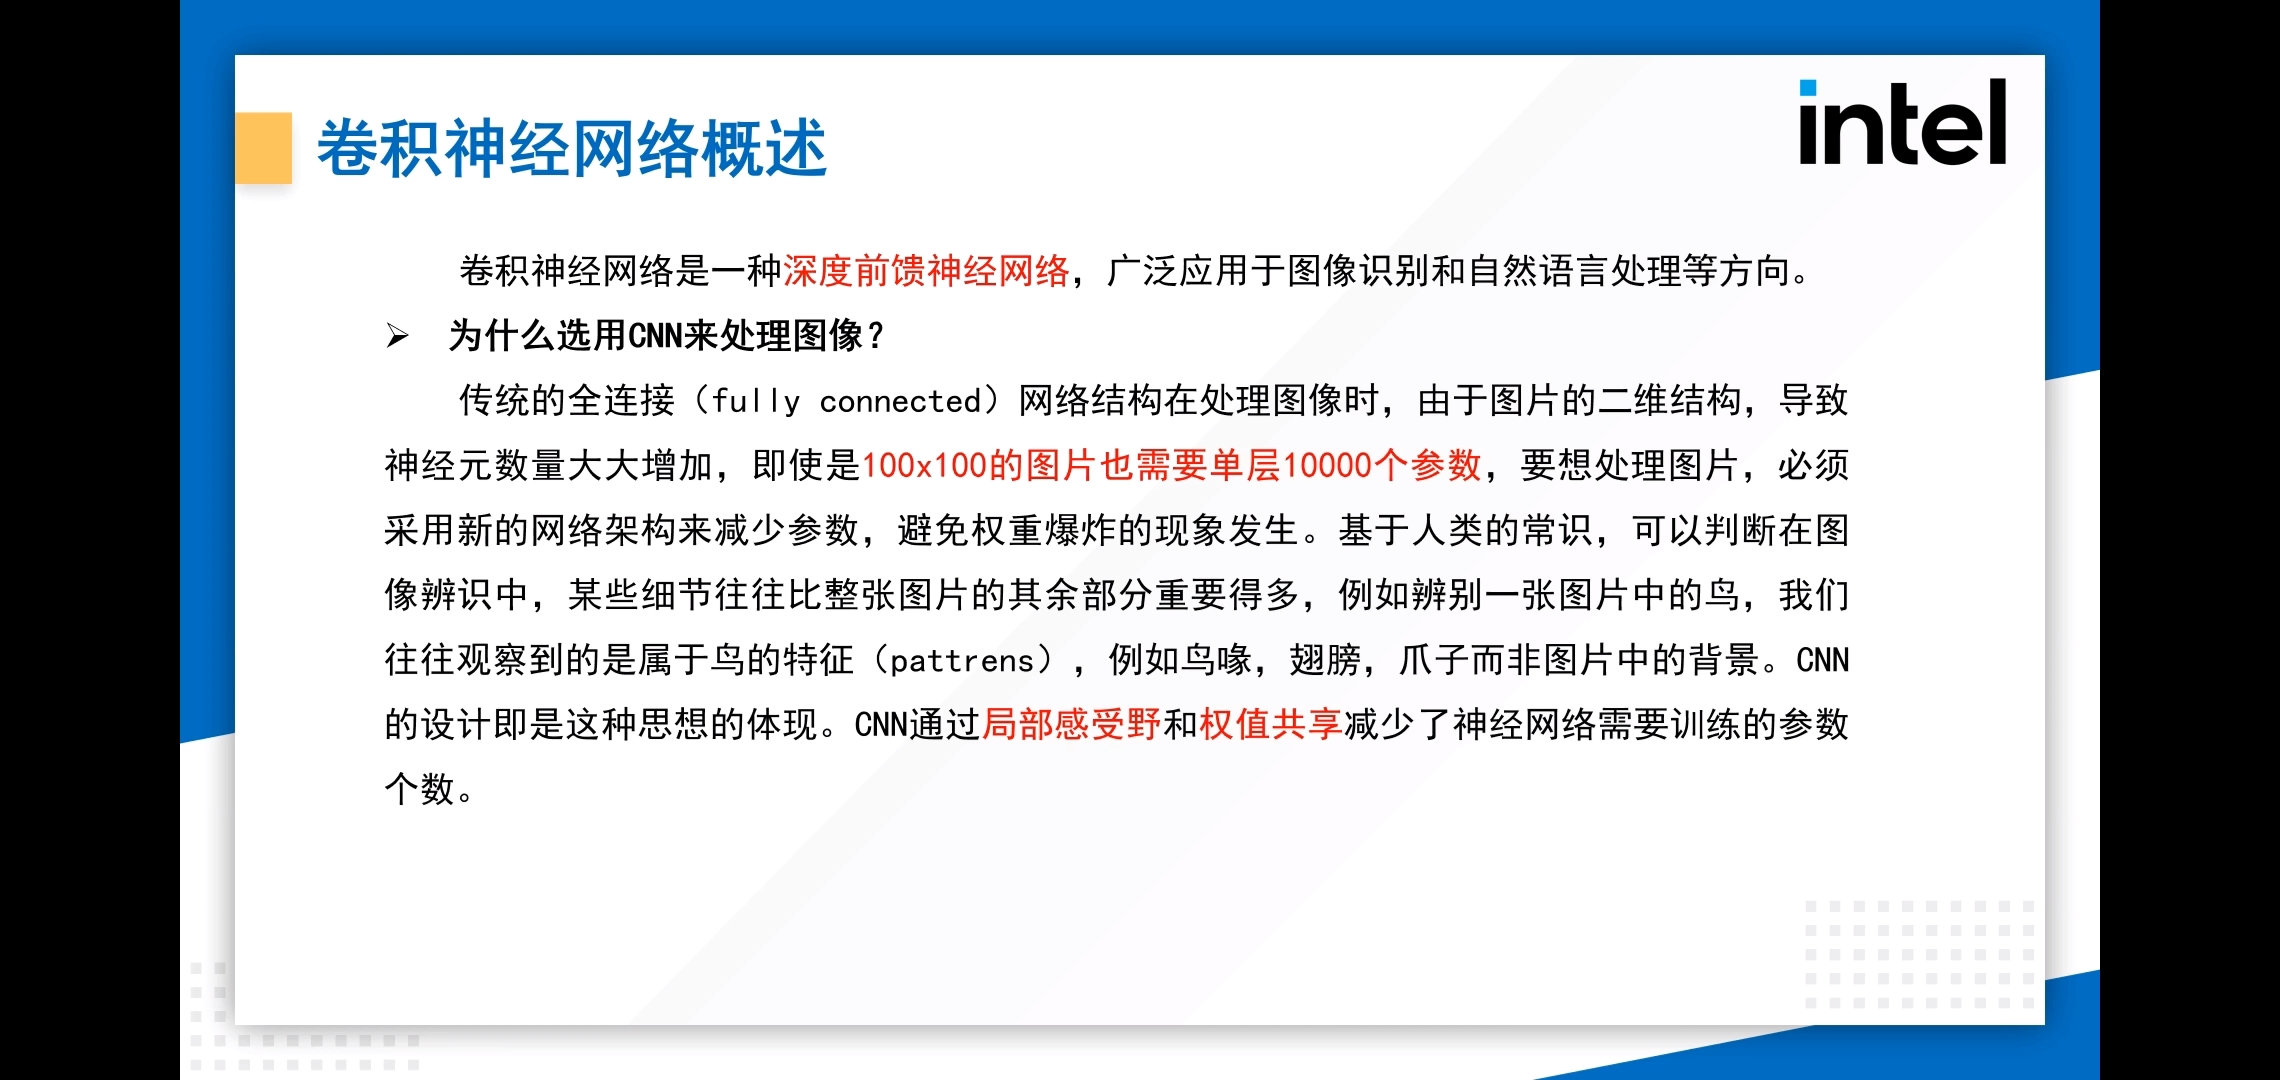 卷积神经网络概述
intel
卷积神经网络是一种深度前馈神经网络，广泛应用于图像识别和自然语言处理等方向。
➢ 为什么选用CNN来处理图像？
传统的全连接（fully connected）网络结构在处理图像时，由于图片的二维结构，导致
神经元数量大大增加，即使是100x100的图片也需要单层10000个参数，要想处理图片，必须
采用新的网络架构来减少参数，避免权重爆炸的现象发生。基于人类的常识，可以判断在图
像辨识中，某些细节往往比整张图片的其余部分重要得多，例如辨别一张图片中的鸟，我们
往往观察到的是属于鸟的特征（pattrens），例如鸟喙，翅膀，爪子而非图片中的背景。CNN
的设计即是这种思想的体现。CNN通过局部感受野和权值共享减少了神经网络需要训练的参数
个数。